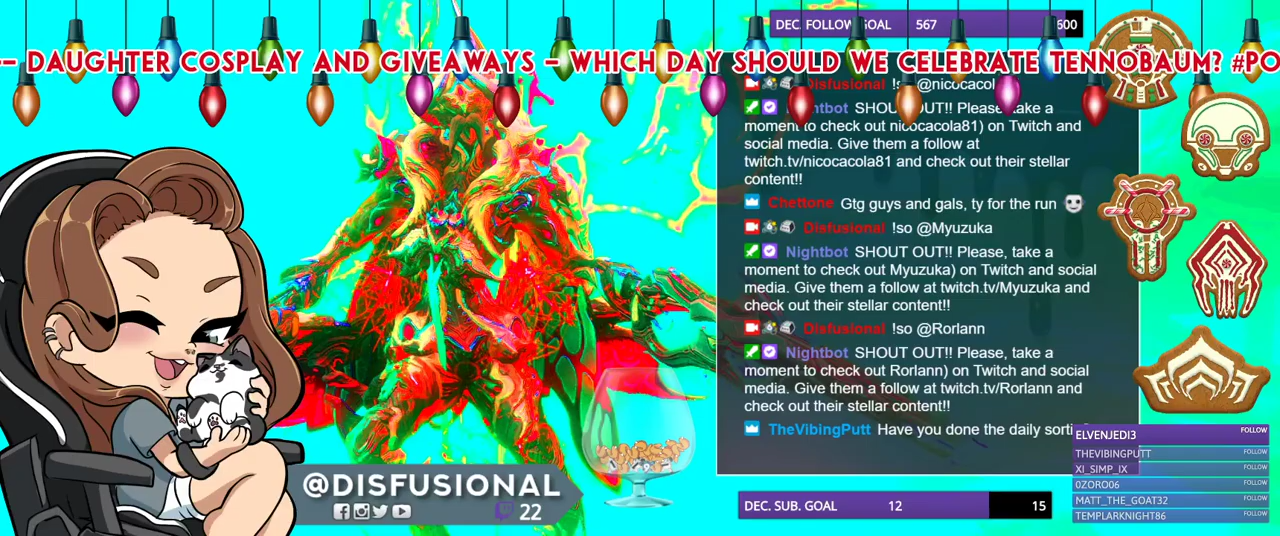 DEC. FOLLOW GOAL 567 600
-- DAUGHTER COSPLAY AND GIVEAWAYS - WHICH DAY SHOULD WE CELEBRATE TENNOBAUM? #PO
Disfusional !so @nicocacol
Nightbot SHOUT OUT!! Please, take a
moment to check out nicocacola81) on Twitch and
social media. Give them a follow at
twitch.tv/nicocacola81 and check out their stellar
content!!
Chettone Gtg guys and gals, ty for the run
Disfusional !so @Myuzuka
Nightbot SHOUT OUT!! Please, take a
moment to check out Myuzuka) on Twitch and social
media. Give them a follow at twitch.tv/Myuzuka and
check out their stellar content!!
Disfusional !so @Rorlann
Nightbot SHOUT OUT!! Please, take a
moment to check out Rorlann) on Twitch and social
media. Give them a follow at twitch.tv/Rorlann and
check out their stellar content!!
TheVibingPutt Have you done the daily sorti
ELVENJEDI3 FOLLOW
THEVIBINGPUTT FOLLOW
XI_SIMP_IX FOLLOW
0ZORO06 FOLLOW
MATT_THE_GOAT32 FOLLOW
TEMPLARKNIGHT86 FOLLOW
@DISFUSIONAL
22
DEC. SUB. GOAL 12 15